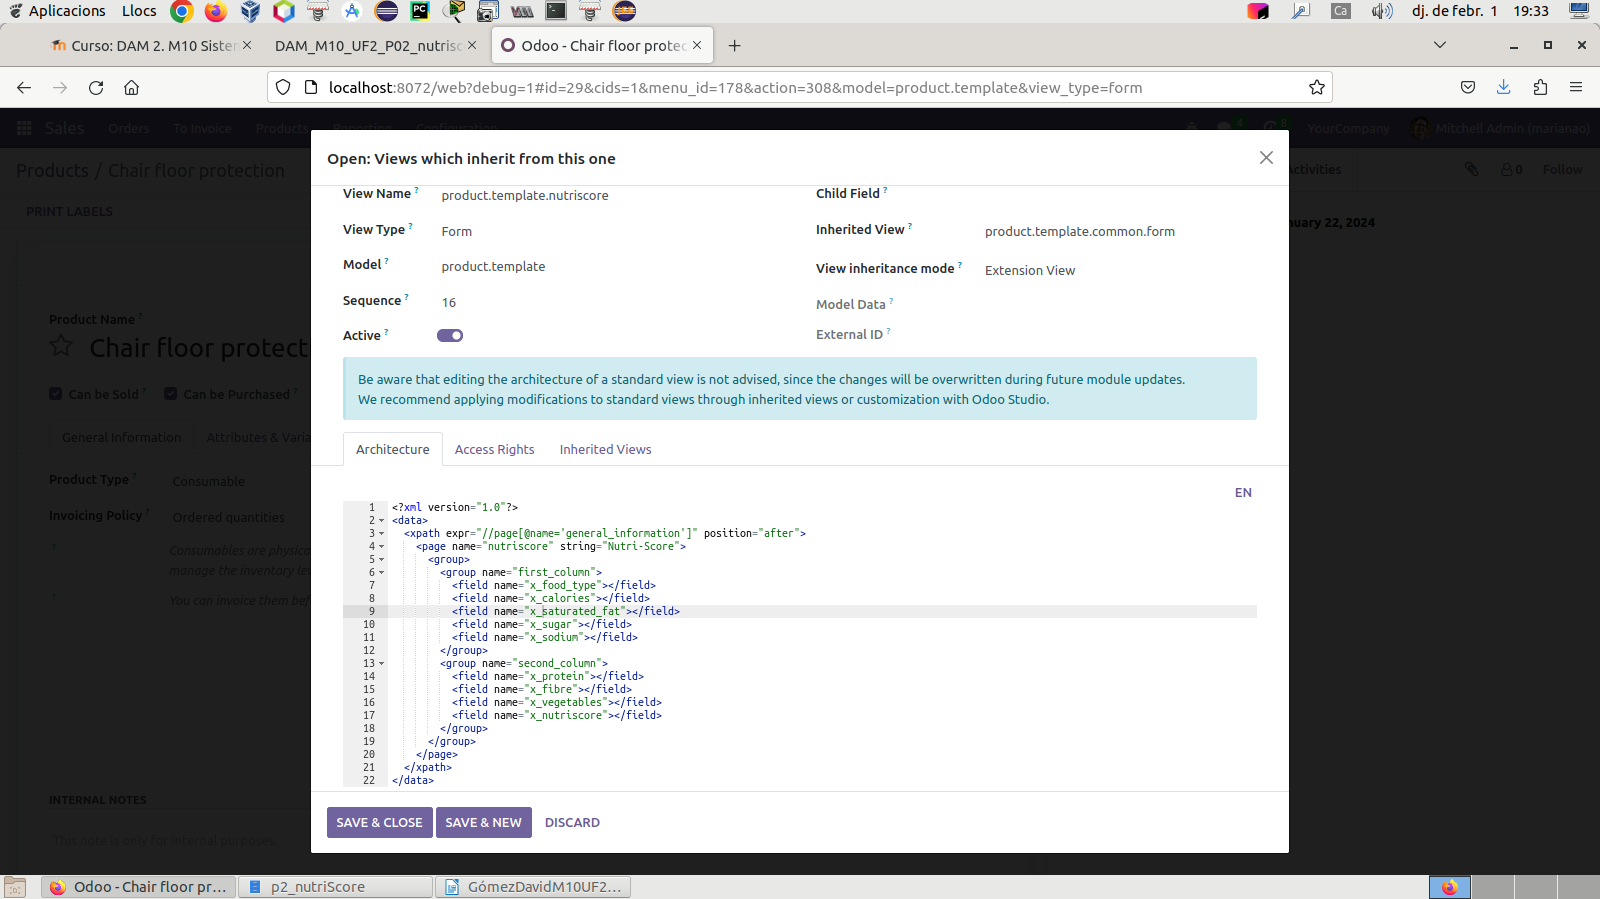 Aplicacions Llocs Ca dj. de febr. 1 19:33
Curso: DAM 2. M10 Sister DAM_M10_UF2_P02_nutrisc Odoo - Chair floor protec
localhost:8072/web?debug=1#id=29&cids=1&menu_id=178&action=308&model=product.template&view_type=form
Sales Orders To Invoice Products Reporting Configuration 4 8 YourCompany Mitchell Admin (marianao)
Products / Chair floor protection ctivities 0 Follow
PRINT LABELS
nuary 22, 2024
Product Name ?
Chair floor protect
Can be Sold ? Can be Purchased ?
General Information Attributes & Varia
Product Type ? Consumable
Invoicing Policy ? Ordered quantities
? Consumables are physica
manage the inventory lev
? You can invoice them bef
INTERNAL NOTES
This note is only for internal purposes.
Open: Views which inherit from this one
View Name ? product.template.nutriscore
View Type ? Form
Model ? product.template
Sequence ? 16
Active ?
Child Field ?
Inherited View ? product.template.common.form
View inheritance mode ? Extension View
Model Data ?
External ID ?
Be aware that editing the architecture of a standard view is not advised, since the changes will be overwritten during future module updates.
We recommend applying modifications to standard views through inherited views or customization with Odoo Studio.
Architecture Access Rights Inherited Views
EN
1 <?xml version="1.0"?>
2 <data>
3 <xpath expr="//page[@name='general_information']" position="after">
4 <page name="nutriscore" string="Nutri-Score">
5 <group>
6 <group name="first_column">
7 <field name="x_food_type"></field>
8 <field name="x_calories"></field>
9 <field name="x_saturated_fat"></field>
10 <field name="x_sugar"></field>
11 <field name="x_sodium"></field>
12 </group>
13 <group name="second_column">
14 <field name="x_protein"></field>
15 <field name="x_fibre"></field>
16 <field name="x_vegetables"></field>
17 <field name="x_nutriscore"></field>
18 </group>
19 </group>
20 </page>
21 </xpath>
22 </data>
SAVE & CLOSE SAVE & NEW DISCARD
Odoo - Chair floor pr... p2_nutriScore GómezDavidM10UF2...